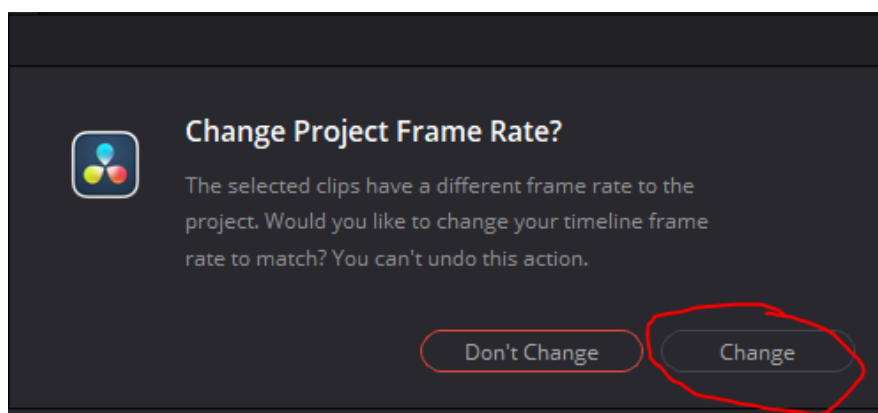 Change Project Frame Rate?
The selected clips have a different frame rate to the
project. Would you like to change your timeline frame
rate to match? You can't undo this action.
Don't Change
Change